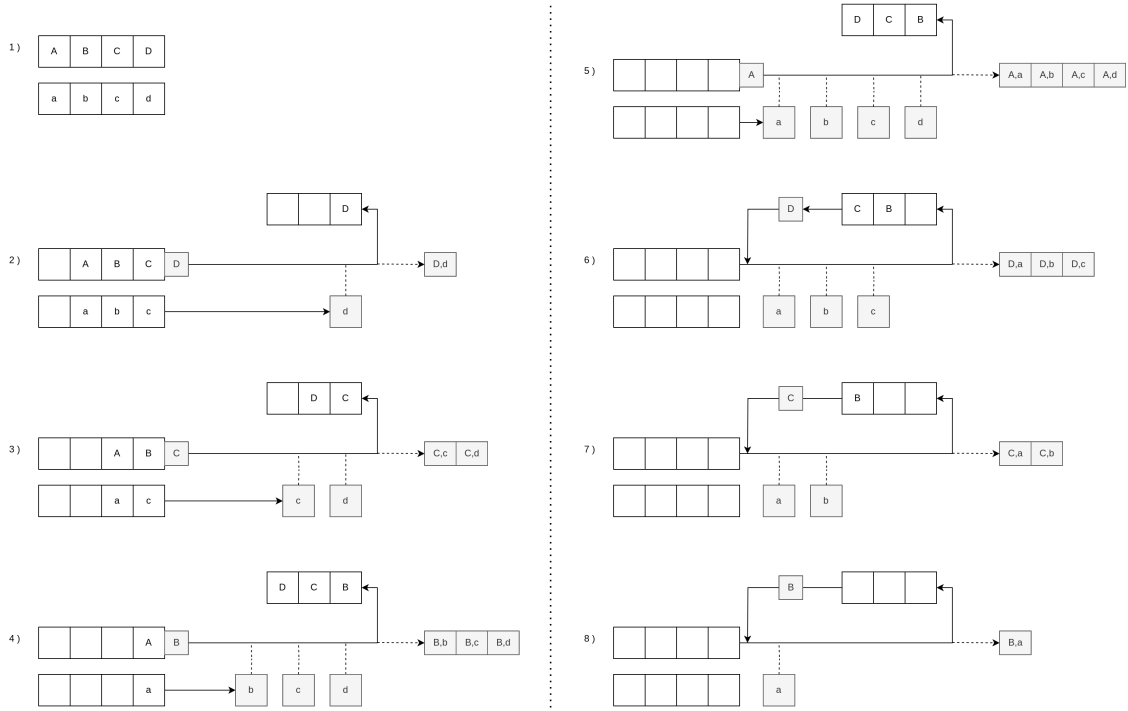 1 )
A B C D
a b c d
2 )
D
A B C D
D,d
a b c
d
3 )
D C
A B C
C,c C,d
a c
c d
4 )
D C B
A B
B,b B,c B,d
a
b c d
5 )
D C B
A
A,a A,b A,c A,d
a b c d
6 )
D C B
D,a D,b D,c
a b c
7 )
C B
C,a C,b
a b
8 )
B
B,a
a